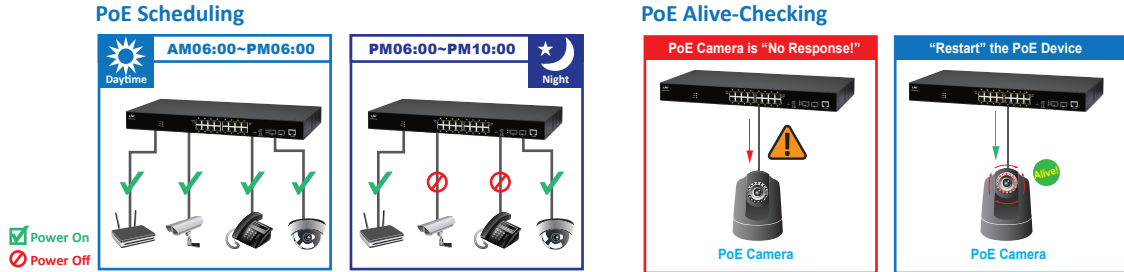 PoE Scheduling
AM06:00~PM06:00
Daytime
PM06:00~PM10:00
Night
Power On
Power Off
PoE Alive-Checking
PoE Camera is “No Response!”
PoE Camera
“Restart” the PoE Device
Alive!
PoE Camera